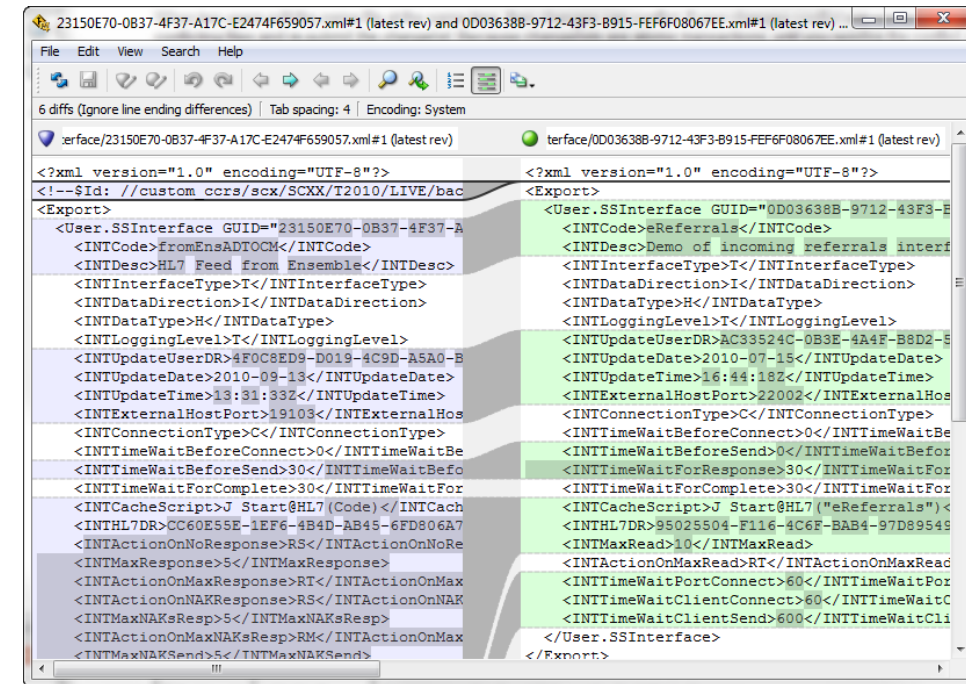 23150E70-0B37-4F37-A17C-E2474F659057.xml#1 (latest rev) and 0D03638B-9712-43F3-B915-FEF6F08067EE.xml#1 (latest rev) ...
File Edit View Search Help
6 diffs (Ignore line ending differences) Tab spacing: 4 Encoding: System
:erface/23150E70-0B37-4F37-A17C-E2474F659057.xml#1 (latest rev)
<?xml version="1.0" encoding="UTF-8"?>
<!--$Id: //custom_ccrs/scx/SCXX/T2010/LIVE/bac
<Export>
<User.SSInterface GUID="23150E70-0B37-4F37-A
<INTCode>fromEnsADTOCM</INTCode>
<INTDesc>HL7 Feed from Ensemble</INTDesc>
<INTInterfaceType>T</INTInterfaceType>
<INTDataDirection>I</INTDataDirection>
<INTDataType>H</INTDataType>
<INTLoggingLevel>T</INTLoggingLevel>
<INTUpdateUserDR>4F0C8ED9-D019-4C9D-A5A0-B
<INTUpdateDate>2010-09-13</INTUpdateDate>
<INTUpdateTime>13:31:33Z</INTUpdateTime>
<INTExternalHostPort>19103</INTExternalHos
<INTConnectionType>C</INTConnectionType>
<INTTimeWaitBeforeConnect>0</INTTimeWaitBe
<INTTimeWaitBeforeSend>30</INTTimeWaitBefo
<INTTimeWaitForComplete>30</INTTimeWaitFor
<INTCacheScript>J Start@HL7(Code)</INTCach
<INTHL7DR>CC60E55E-1EF6-4B4D-AB45-6FD806A7
<INTActionOnNoResponse>RS</INTActionOnNoRe
<INTMaxResponse>5</INTMaxResponse>
<INTActionOnMaxResponse>RT</INTActionOnMax
<INTActionOnNAKResponse>RS</INTActionOnNAK
<INTMaxNAKsResp>5</INTMaxNAKsResp>
<INTActionOnMaxNAKsResp>RM</INTActionOnMax
<INTMaxNAKSend>5</INTMaxNAKSend>
terface/0D03638B-9712-43F3-B915-FEF6F08067EE.xml#1 (latest rev)
<?xml version="1.0" encoding="UTF-8"?>
<Export>
<User.SSInterface GUID="0D03638B-9712-43F3-B
<INTCode>eReferrals</INTCode>
<INTDesc>Demo of incoming referrals interf
<INTInterfaceType>T</INTInterfaceType>
<INTDataDirection>I</INTDataDirection>
<INTDataType>H</INTDataType>
<INTLoggingLevel>T</INTLoggingLevel>
<INTUpdateUserDR>AC33524C-0B3E-4A4F-B8D2-5
<INTUpdateDate>2010-07-15</INTUpdateDate>
<INTUpdateTime>16:44:18Z</INTUpdateTime>
<INTExternalHostPort>22002</INTExternalHos
<INTConnectionType>C</INTConnectionType>
<INTTimeWaitBeforeConnect>0</INTTimeWaitBe
<INTTimeWaitBeforeSend>0</INTTimeWaitBefor
<INTTimeWaitForResponse>30</INTTimeWaitFor
<INTTimeWaitForComplete>30</INTTimeWaitFor
<INTCacheScript>J Start@HL7("eReferrals")<
<INTHL7DR>95025504-F116-4C6F-BAB4-97D89549
<INTMaxRead>10</INTMaxRead>
<INTActionOnMaxRead>RT</INTActionOnMaxRead
<INTTimeWaitPortConnect>60</INTTimeWaitPor
<INTTimeWaitClientConnect>60</INTTimeWaitC
<INTTimeWaitClientSend>600</INTTimeWaitCli
</User.SSInterface>
</Export>